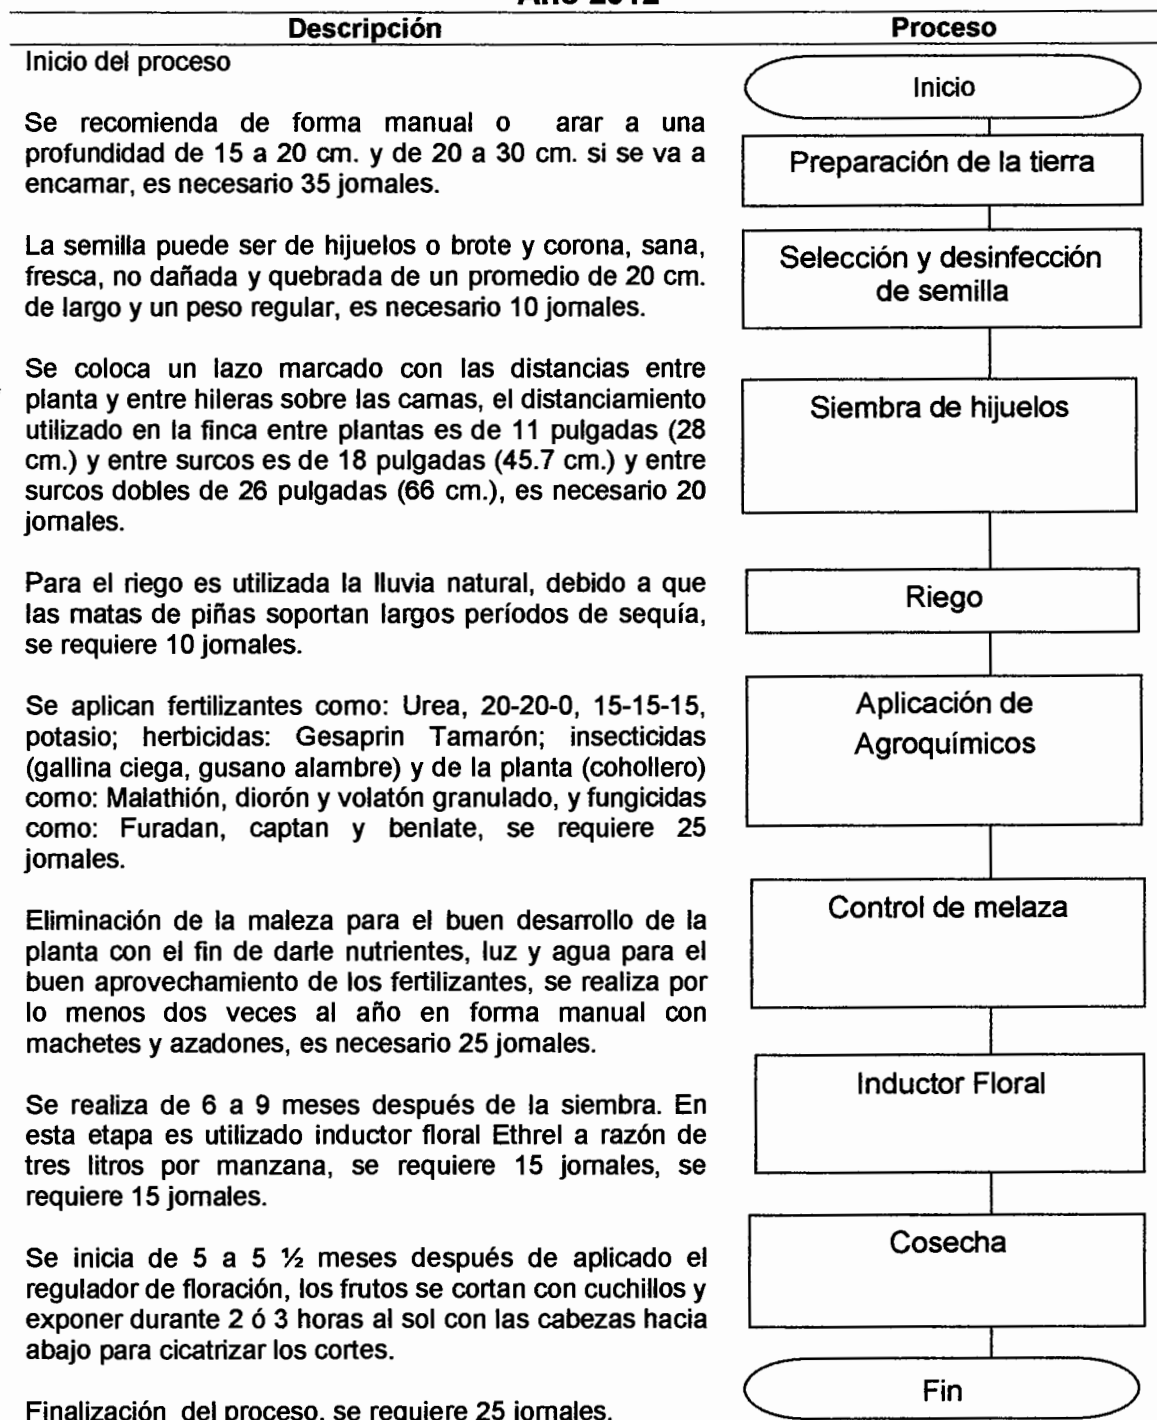 Año 2012
Descripción Proceso
Inicio del proceso
Inicio
Se recomienda de forma manual o arar a una
profundidad de 15 a 20 cm. y de 20 a 30 cm. si se va a
encamar, es necesario 35 jornales.
Preparación de la tierra
La semilla puede ser de hijuelos o brote y corona, sana,
fresca, no dañada y quebrada de un promedio de 20 cm.
de largo y un peso regular, es necesario 10 jornales.
Selección y desinfección
de semilla
Se coloca un lazo marcado con las distancias entre
planta y entre hileras sobre las camas, el distanciamiento
utilizado en la finca entre plantas es de 11 pulgadas (28
cm.) y entre surcos es de 18 pulgadas (45.7 cm.) y entre
surcos dobles de 26 pulgadas (66 cm.), es necesario 20
jornales.
Siembra de hijuelos
Para el riego es utilizada la lluvia natural, debido a que
las matas de piñas soportan largos períodos de sequía,
se requiere 10 jornales.
Riego
Se aplican fertilizantes como: Urea, 20-20-0, 15-15-15,
potasio; herbicidas: Gesaprin Tamarón; insecticidas
(gallina ciega, gusano alambre) y de la planta (cohollero)
como: Malathión, diorón y volatón granulado, y fungicidas
como: Furadan, captan y benlate, se requiere 25
jornales.
Aplicación de
Agroquímicos
Eliminación de la maleza para el buen desarrollo de la
planta con el fin de darle nutrientes, luz y agua para el
buen aprovechamiento de los fertilizantes, se realiza por
lo menos dos veces al año en forma manual con
machetes y azadones, es necesario 25 jornales.
Control de melaza
Se realiza de 6 a 9 meses después de la siembra. En
esta etapa es utilizado inductor floral Ethrel a razón de
tres litros por manzana, se requiere 15 jornales, se
requiere 15 jornales.
Inductor Floral
Se inicia de 5 a 5 ½ meses después de aplicado el
regulador de floración, los frutos se cortan con cuchillos y
exponer durante 2 ó 3 horas al sol con las cabezas hacia
abajo para cicatrizar los cortes.
Cosecha
Finalización del proceso, se requiere 25 jornales.
Fin